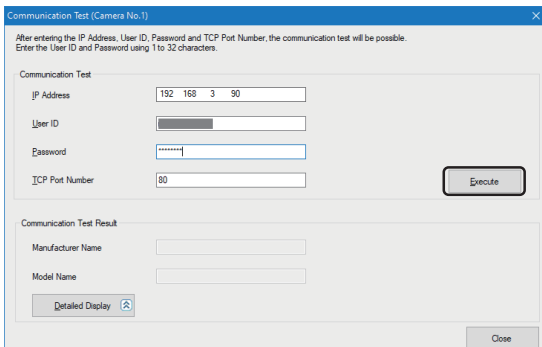 Communication Test (Camera No.1)
After entering the IP Address, User ID, Password and TCP Port Number, the communication test will be possible.
Enter the User ID and Password using 1 to 32 characters.
Communication Test
IP Address 192 168 3 90
User ID
Password ********
TCP Port Number 80
Execute
Communication Test Result
Manufacturer Name
Model Name
Detailed Display
Close